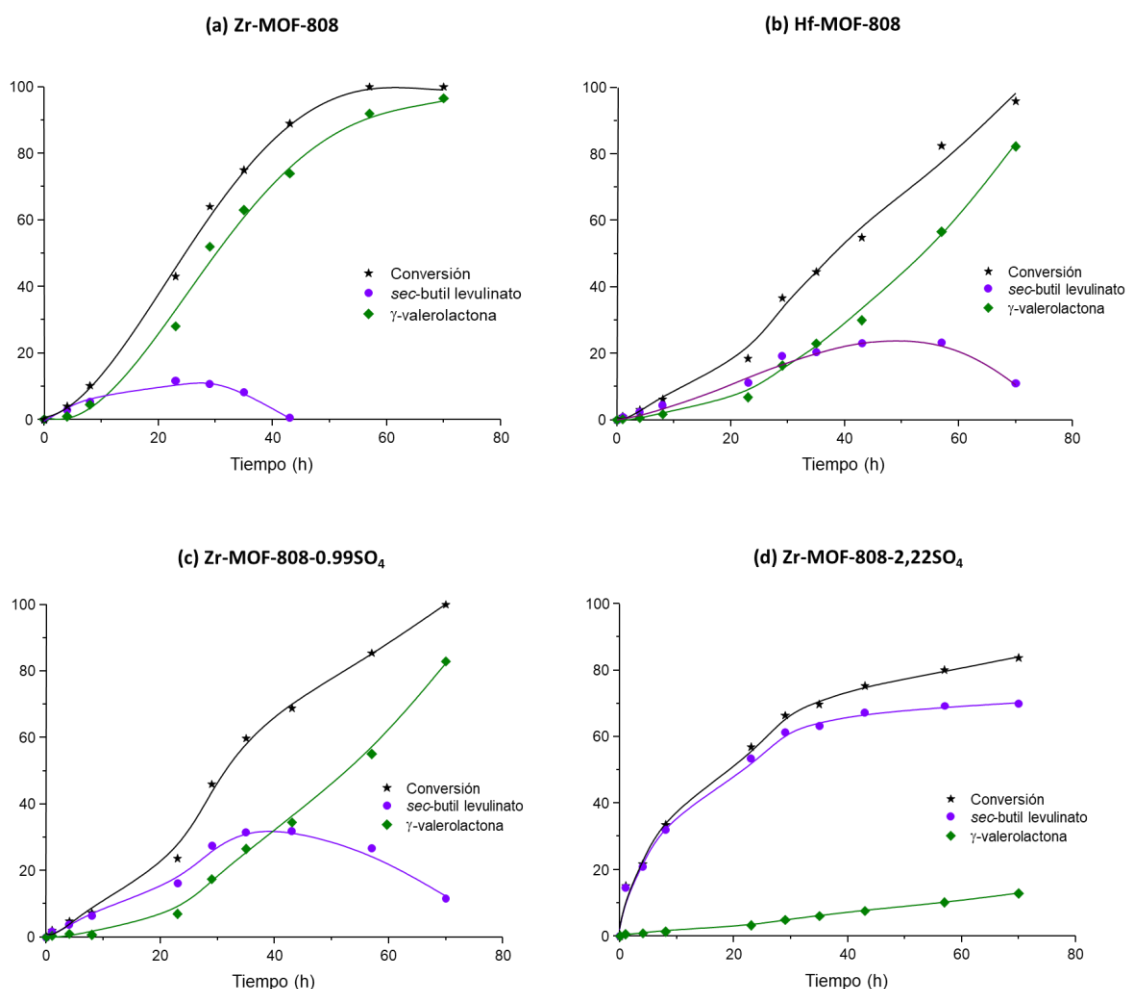 (a) Zr-MOF-808
100
80
60
40
20
0
0
20
40
60
80
Tiempo (h)
Conversión
sec-butil levulinato
γ-valerolactona
(b) Hf-MOF-808
100
80
60
40
20
0
0
20
40
60
80
Tiempo (h)
Conversión
sec-butil levulinato
γ-valerolactona
(c) Zr-MOF-808-0.99SO₄
100
80
60
40
20
0
0
20
40
60
80
Tiempo (h)
Conversión
sec-butil levulinato
γ-valerolactona
(d) Zr-MOF-808-2,22SO₄
100
80
60
40
20
0
0
20
40
60
80
Tiempo (h)
Conversión
sec-butil levulinato
γ-valerolactona